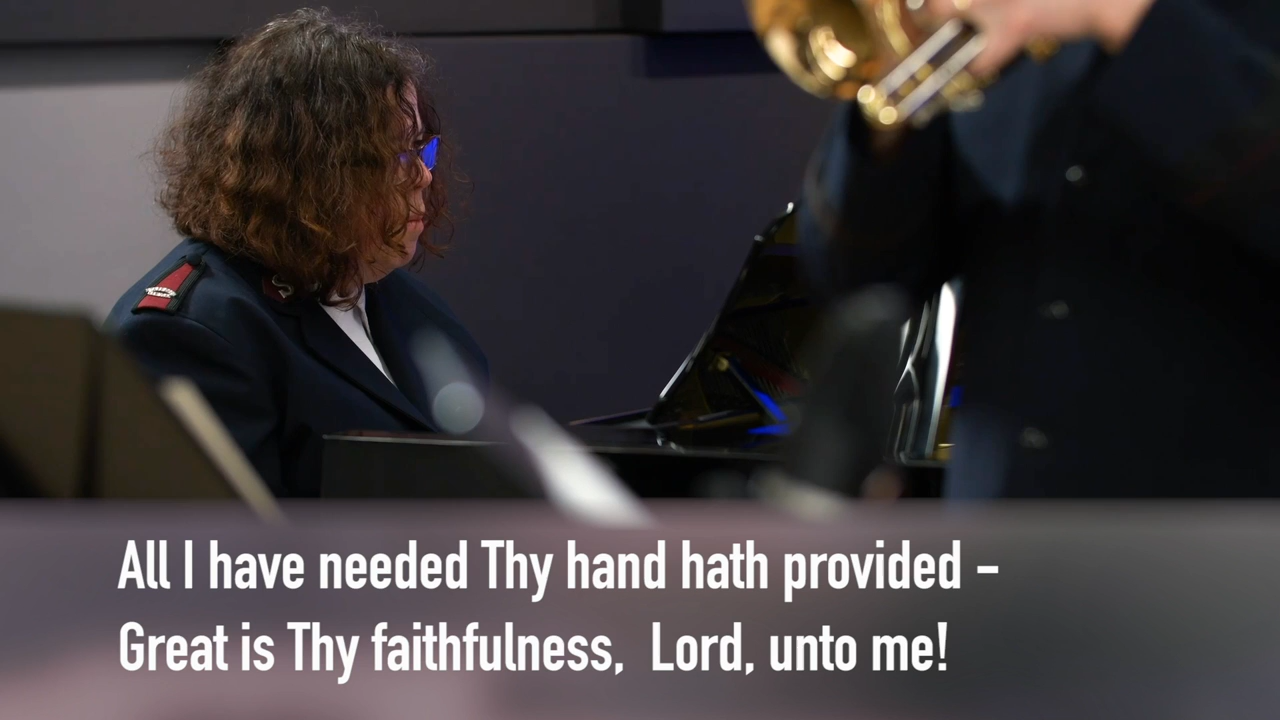 All I have needed Thy hand hath provided –
Great is Thy faithfulness,  Lord, unto me!